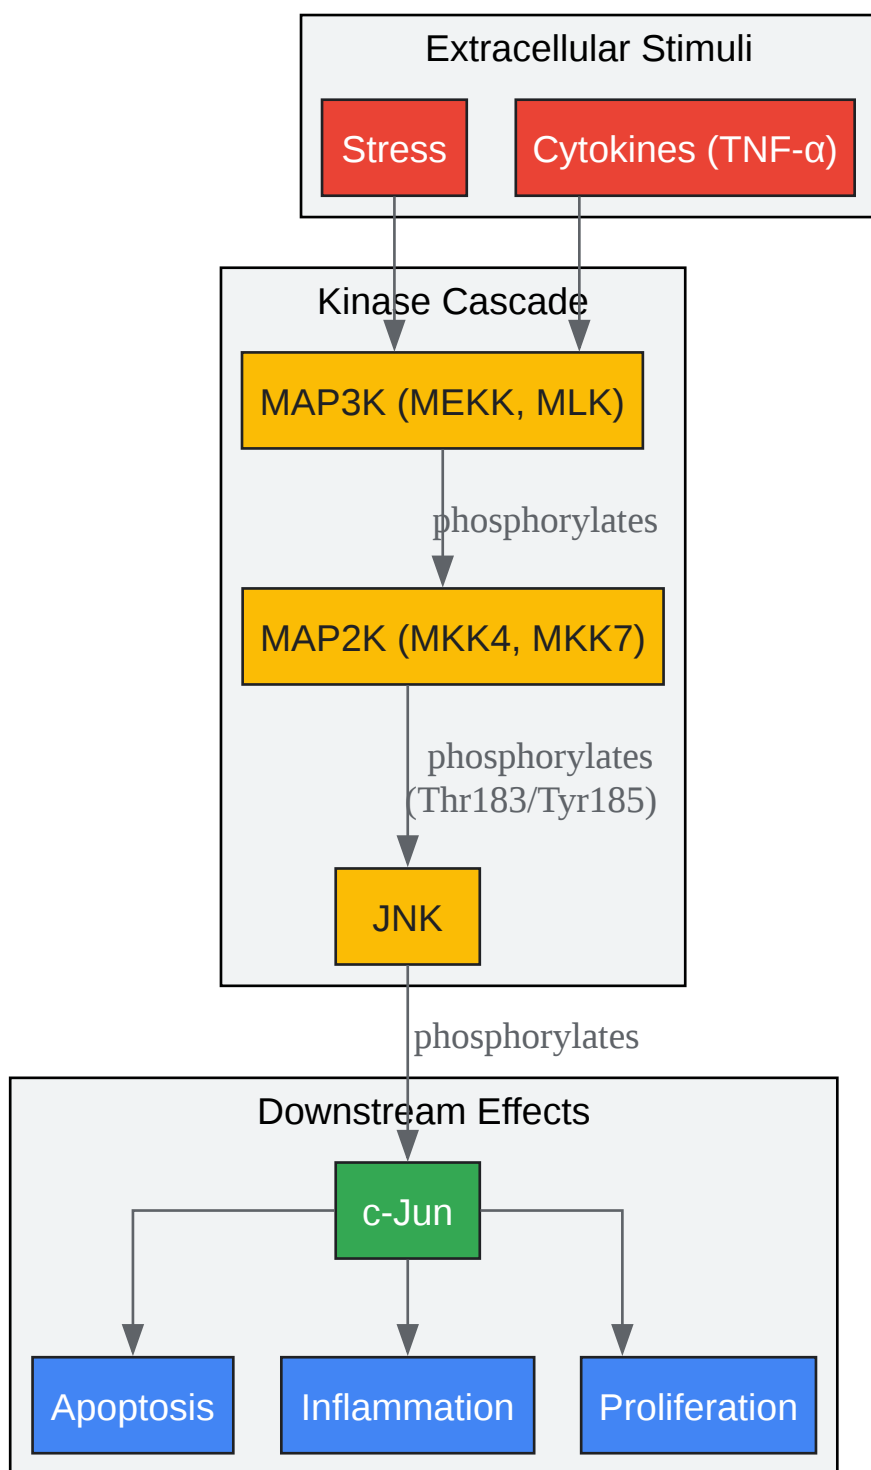 Extracellular Stimuli
Stress
Cytokines (TNF-α)
Kinase Cascade
MAP3K (MEKK, MLK)
phosphorylates
MAP2K (MKK4, MKK7)
phosphorylates
(Thr183/Tyr185)
JNK
phosphorylates
Downstream Effects
c-Jun
Apoptosis
Inflammation
Proliferation